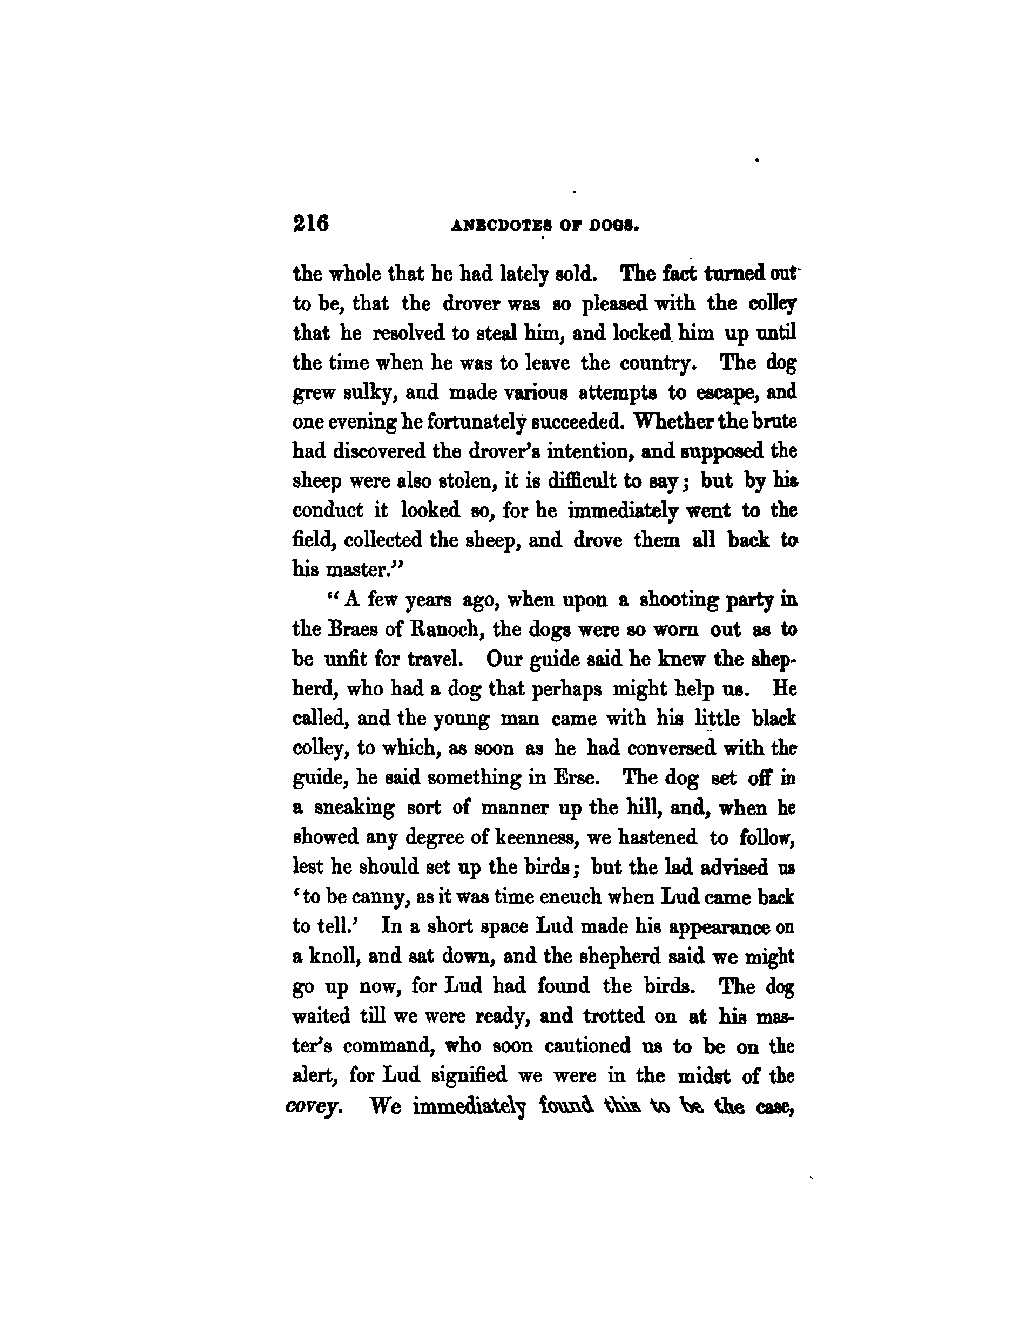 216 ANECDOTES OF DOGS.
the whole that he had lately sold. The fact turned out
to be, that the drover was so pleased with the colley
that he resolved to steal him, and locked him up until
the time when he was to leave the country. The dog
grew sulky, and made various attempts to escape, and
one evening he fortunately succeeded. Whether the brute
had discovered the drover's intention, and supposed the
sheep were also stolen, it is difficult to say; but by his
conduct it looked so, for he immediately went to the
field, collected the sheep, and drove them all back to
his master."
"A few years ago, when upon a shooting party in
the Braes of Ranoch, the dogs were so worn out as to
be unfit for travel. Our guide said he knew the shep-
herd, who had a dog that perhaps might help us. He
called, and the young man came with his little black
colley, to which, as soon as he had conversed with the
guide, he said something in Erse. The dog set off in
a sneaking sort of manner up the hill, and, when he
showed any degree of keenness, we hastened to follow,
lest he should set up the birds; but the lad advised us
'to be canny, as it was time eneuch when Lud came back
to tell.' In a short space Lud made his appearance on
a knoll, and sat down, and the shepherd said we might
go up now, for Lud had found the birds. The dog
waited till we were ready, and trotted on at his mas-
ter's command, who soon cautioned us to be on the
alert, for Lud signified we were in the midst of the
covey. We immediately found this to be the case,